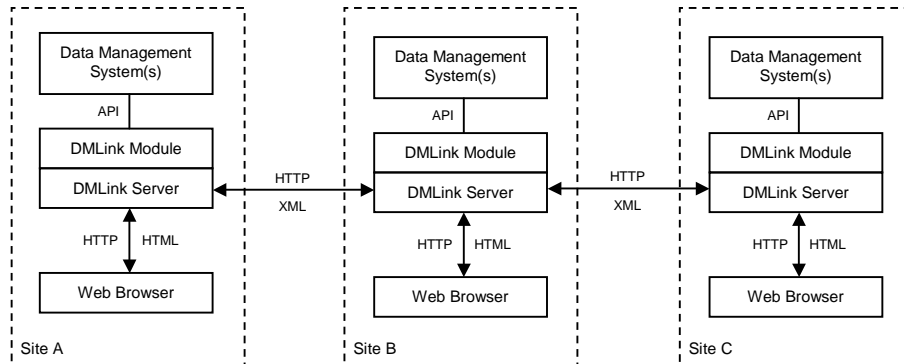 Data Management
System(s)
API
DMLink Module
DMLink Server
HTTP HTML
Web Browser
Site A
HTTP
XML
Data Management
System(s)
API
DMLink Module
DMLink Server
HTTP HTML
Web Browser
Site B
HTTP
XML
Data Management
System(s)
API
DMLink Module
DMLink Server
HTTP HTML
Web Browser
Site C